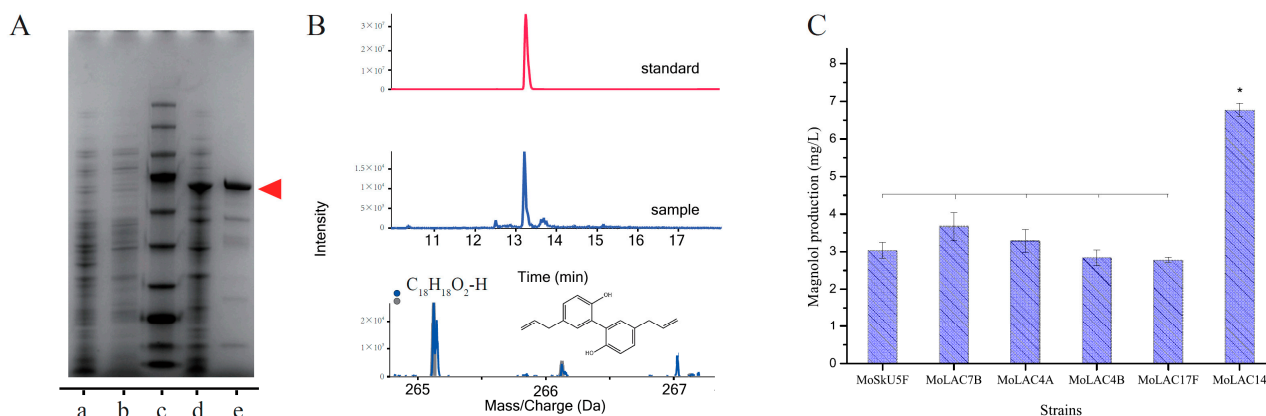 A
a b c d e
B
3×10⁷
2×10⁷
1×10⁷
0
standard
Intensity
1.5×10⁴
1×10⁴
5×10³
0
sample
11 12 13 14 15 16 17
Time (min)
C₁₈H₁₈O₂-H
2×10⁴
1×10⁴
0
OH
HO
265 266 267
Mass/Charge (Da)
C
Magnolol production (mg/L)
8
7
6
5
4
3
2
1
0
*
MoSkU5F MoLAC7B MoLAC4A MoLAC4B MoLAC17F MoLAC14
Strains